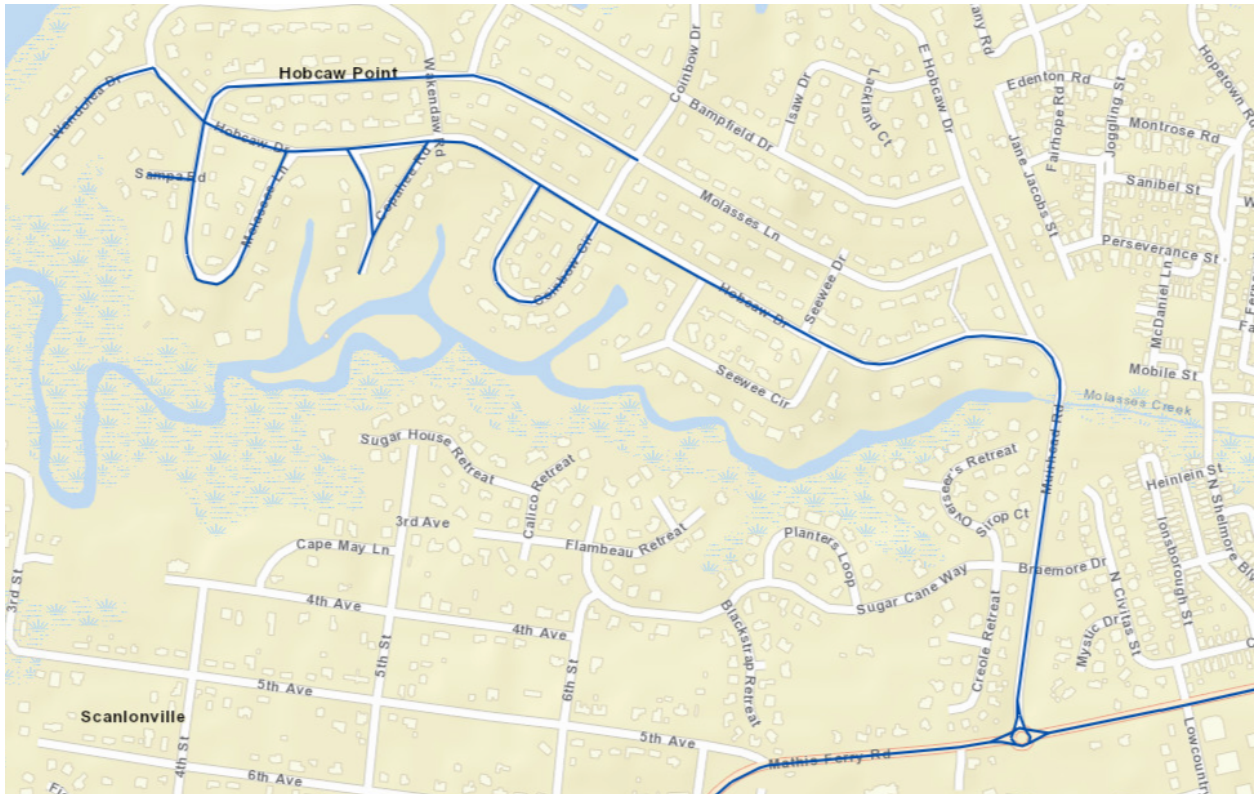 Hobcaw Point
Wandolea Dr
Wakendaw Rd
Coinbow Dr
Bampfield Dr
Isaw Dr
Lackland Ct
E Hobcaw Dr
any Rd
Edenton Rd
Hopetown Rd
Joggling St
Fairhope Rd
Montrose Rd
Jane Jacobs St
Sanibel St
Hobcaw Dr
Sampa Rd
Molasses Ln
Copahee Rd
Molasses Ln
Perseverance St
McDaniel Ln
Coinbow Cir
Hobcaw Dr
Seewee Dr
Seewee Cir
Mobile St
Molasses Creek
Muirhead Rd
Sugar House Retreat
Calico Retreat
Overseer's Retreat
Sirop Ct
Heinlein St
N Shelmore Blv
Ionsborough St
3rd Ave
Cape May Ln
Flambeau Retreat
Planters Loop
Braemore Dr
Sugar Cane Way
3rd St
4th Ave
4th Ave
Blackstrap Retreat
Creole Retreat
Mystic Dr
N Civitas St
5th St
6th St
5th Ave
Scanlonville
4th St
5th Ave
Mathis Ferry Rd
6th Ave
Lowcountry